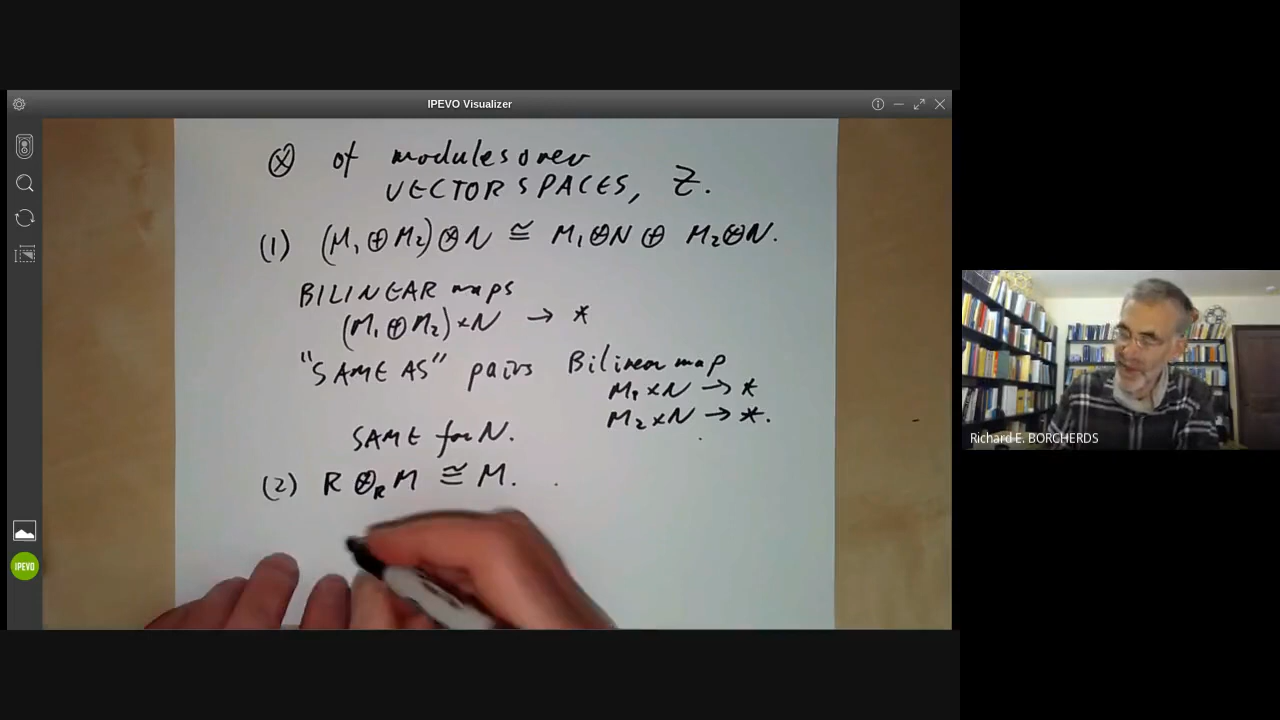 IPEVO Visualizer
⊗ of modules over
VECTOR SPACES, Z.
(1) (M₁⊕M₂)⊗N ≅ M₁⊗N ⊕ M₂⊗N.
BILINEAR maps
(M₁⊕M₂)×N → *
"SAME AS" pairs Bilinear map
M₁×N → *
M₂×N → *.
SAME for N.
(2) R ⊗_R M ≅ M.
IPEVO
Richard E. BORCHERDS